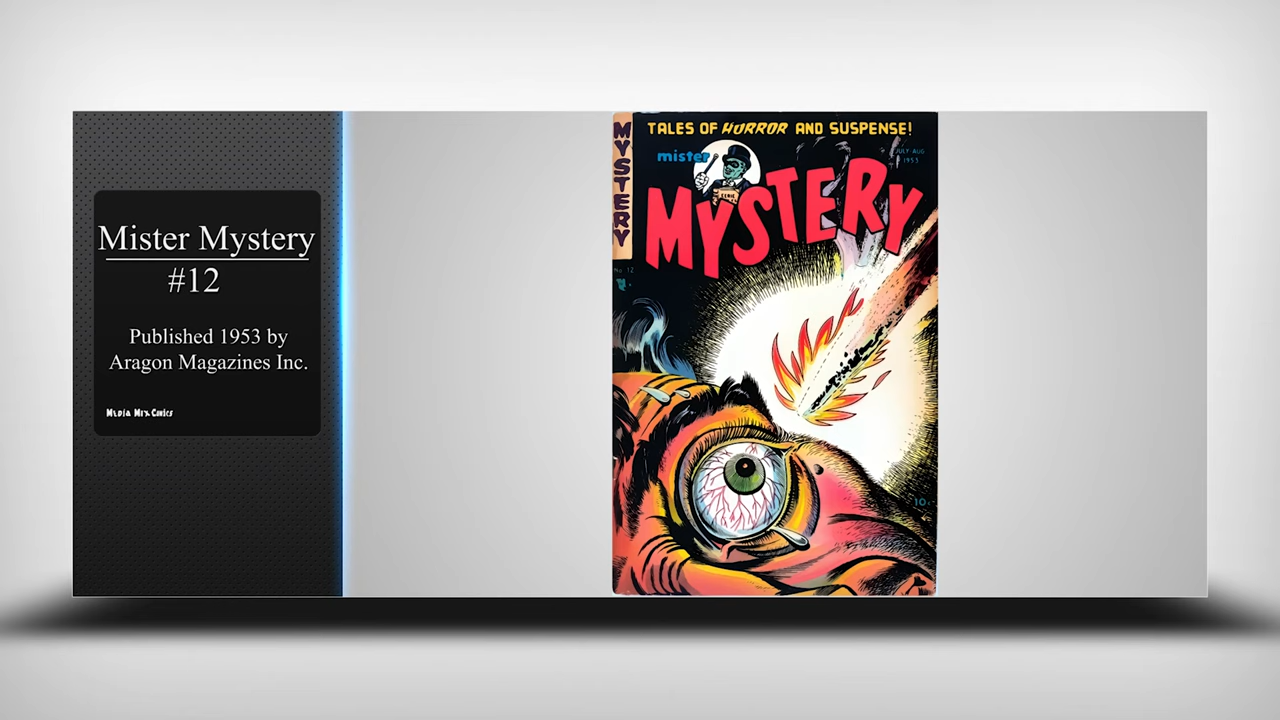 Mister Mystery
#12
Published 1953 by
Aragon Magazines Inc.
Media Mix Comics
MYSTERY
No 12
TALES OF HORROR AND SUSPENSE!
mister
JULY AUG
1953
MYSTERY
10¢